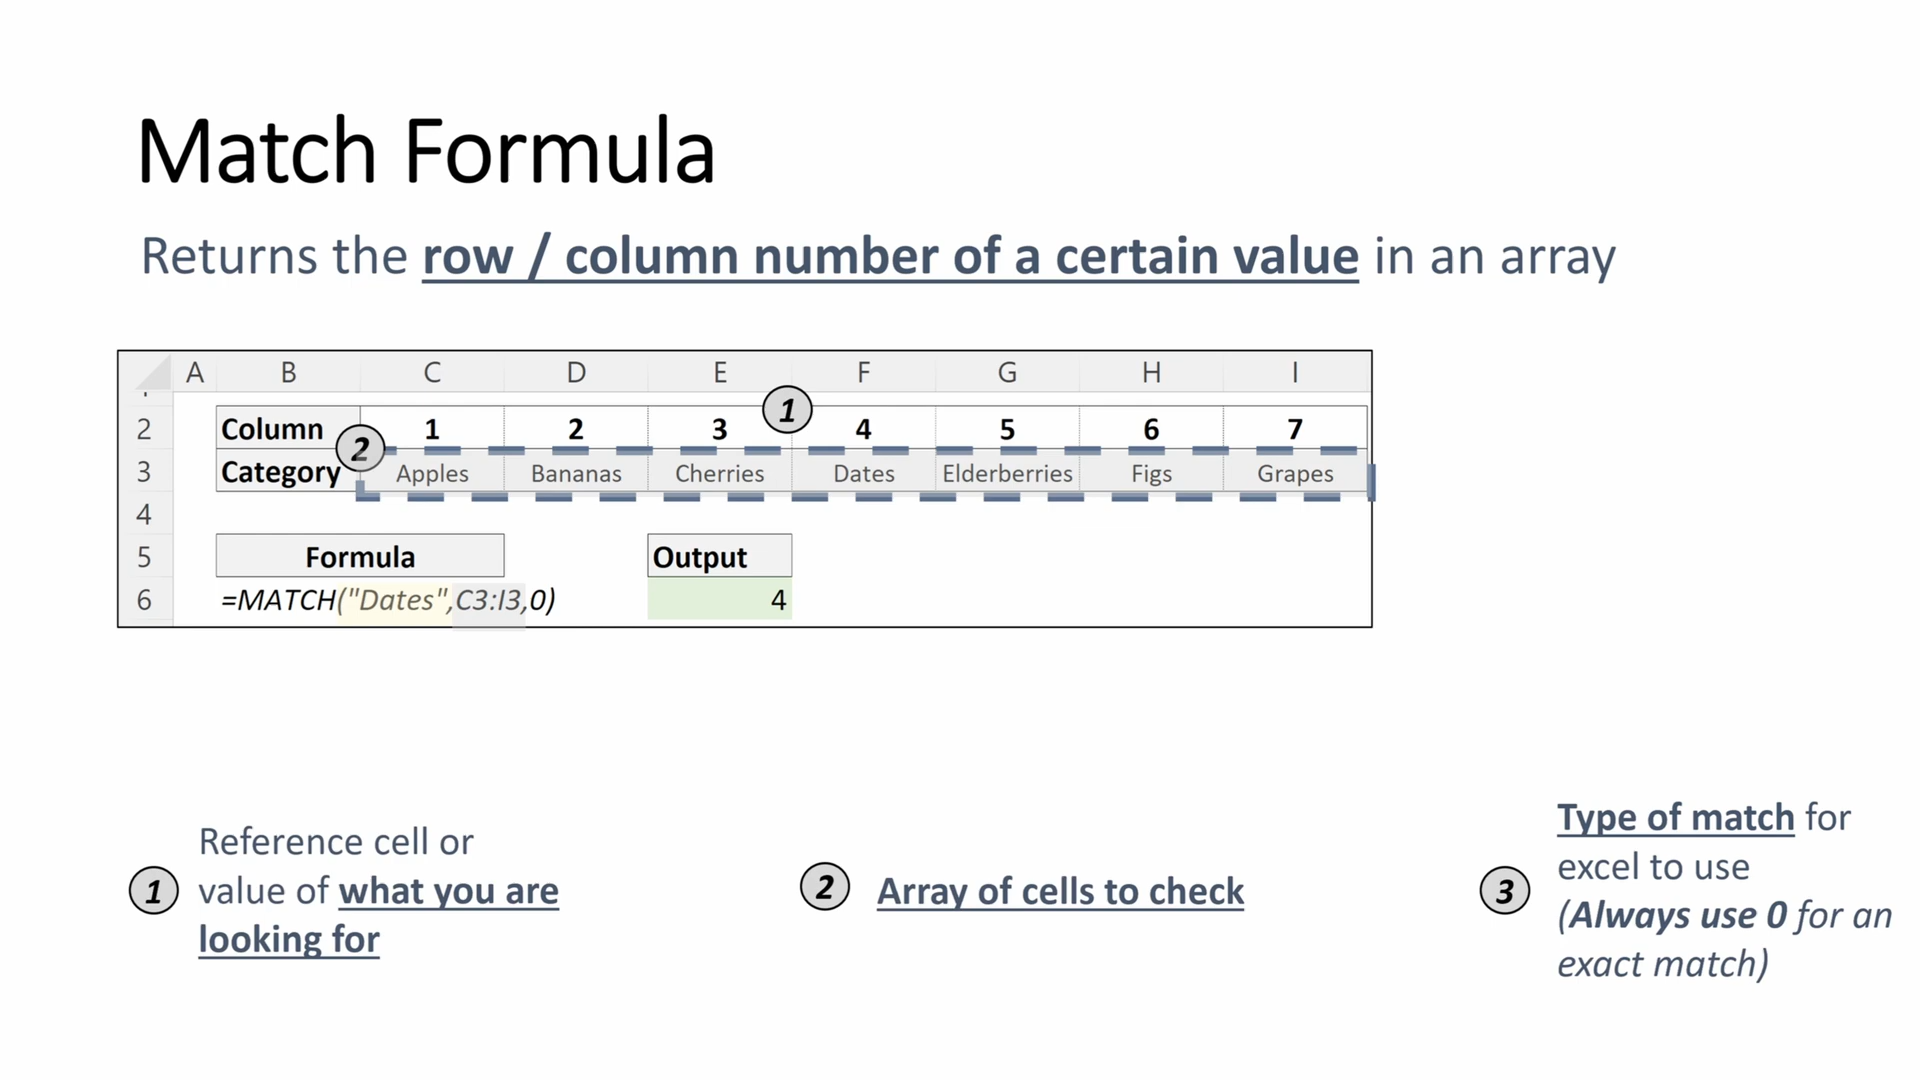 Match Formula
Returns the row / column number of a certain value in an array
A B C D E F G H I
2 Column 1 2 3 4 5 6 7
1
2
3 Category Apples Bananas Cherries Dates Elderberries Figs Grapes
4
5 Formula Output
6 =MATCH("Dates",C3:I3,0) 4
1
Reference cell or
value of what you are
looking for
2
Array of cells to check
3
Type of match for
excel to use
(Always use 0 for an
exact match)